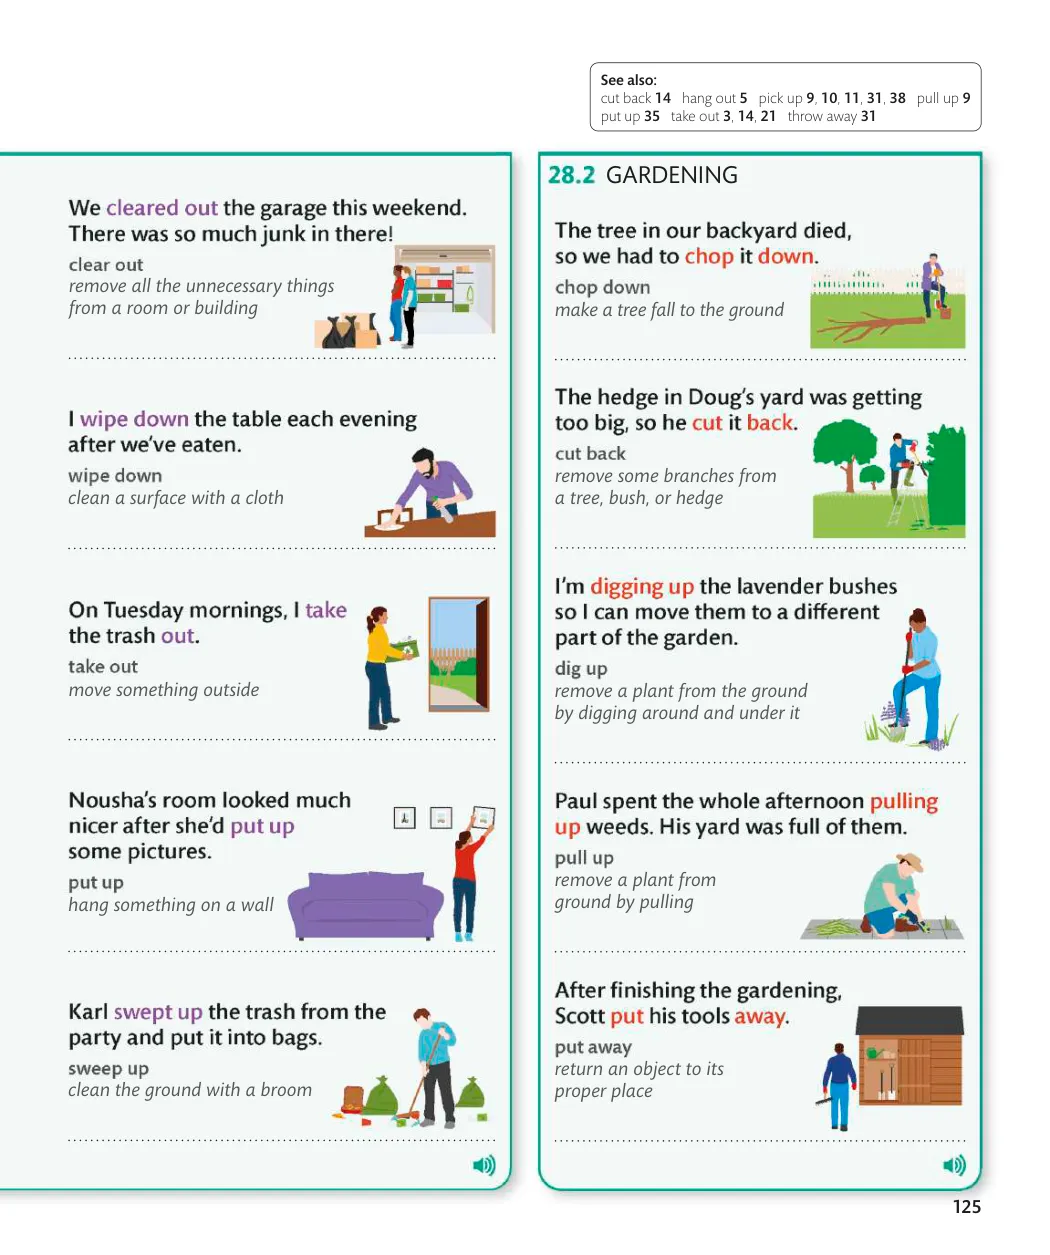 See also:
cut back 14 hang out 5 pick up 9, 10, 11, 31, 38 pull up 9
put up 35 take out 3, 14, 21 throw away 31
We cleared out the garage this weekend.
There was so much junk in there!
clear out
remove all the unnecessary things
from a room or building
I wipe down the table each evening
after we've eaten.
wipe down
clean a surface with a cloth
On Tuesday mornings, I take
the trash out.
take out
move something outside
Nousha's room looked much
nicer after she'd put up
some pictures.
put up
hang something on a wall
Karl swept up the trash from the
party and put it into bags.
sweep up
clean the ground with a broom
28.2 GARDENING
The tree in our backyard died,
so we had to chop it down.
chop down
make a tree fall to the ground
The hedge in Doug's yard was getting
too big, so he cut it back.
cut back
remove some branches from
a tree, bush, or hedge
I'm digging up the lavender bushes
so I can move them to a different
part of the garden.
dig up
remove a plant from the ground
by digging around and under it
Paul spent the whole afternoon pulling
up weeds. His yard was full of them.
pull up
remove a plant from
ground by pulling
After finishing the gardening,
Scott put his tools away.
put away
return an object to its
proper place
125